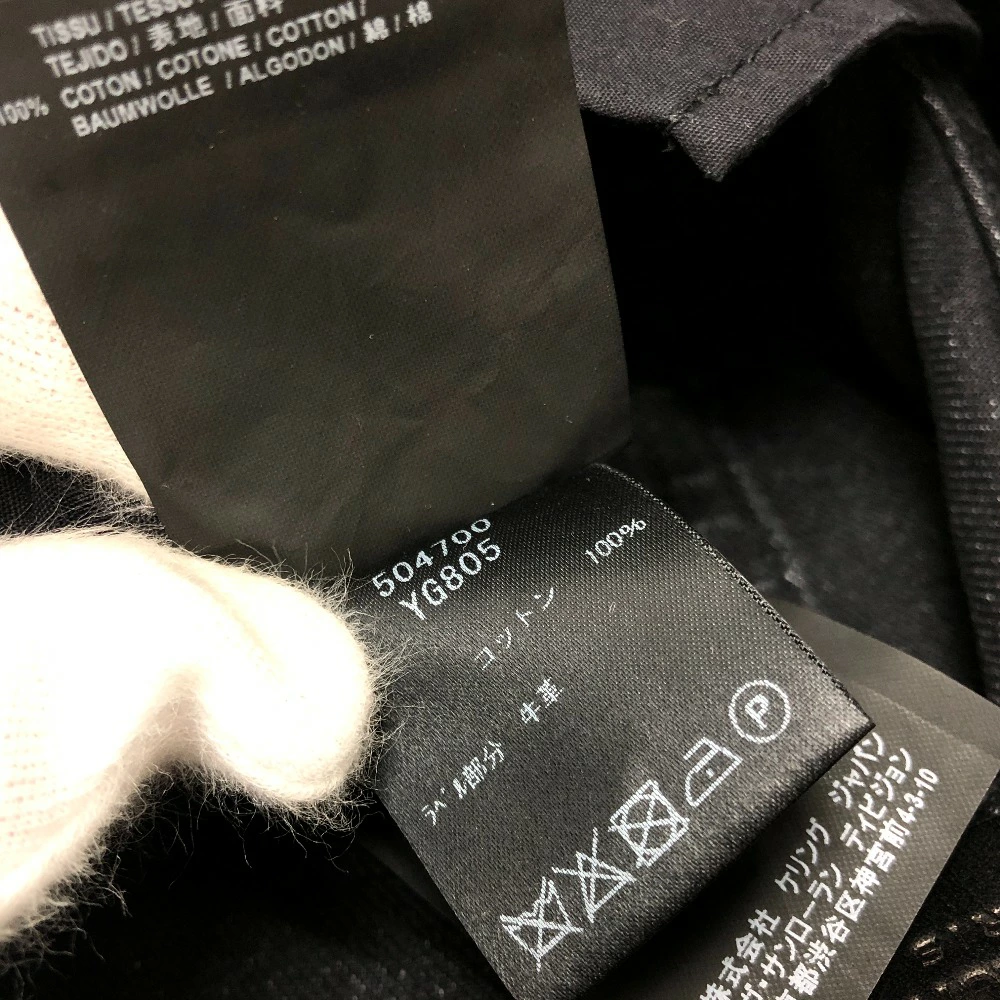 TISSU / TESSU
TEJIDO / 表地 / 面料
100% COTON / COTONE / COTTON /
BAUMWOLLE / ALGODON / 綿 / 棉
504700
YG805
コットン 100%
ラベル部分 牛革
P
株式会社 ケリング ジャパン
サンローラン ディビジョン
京都渋谷区神宮前4-3-10